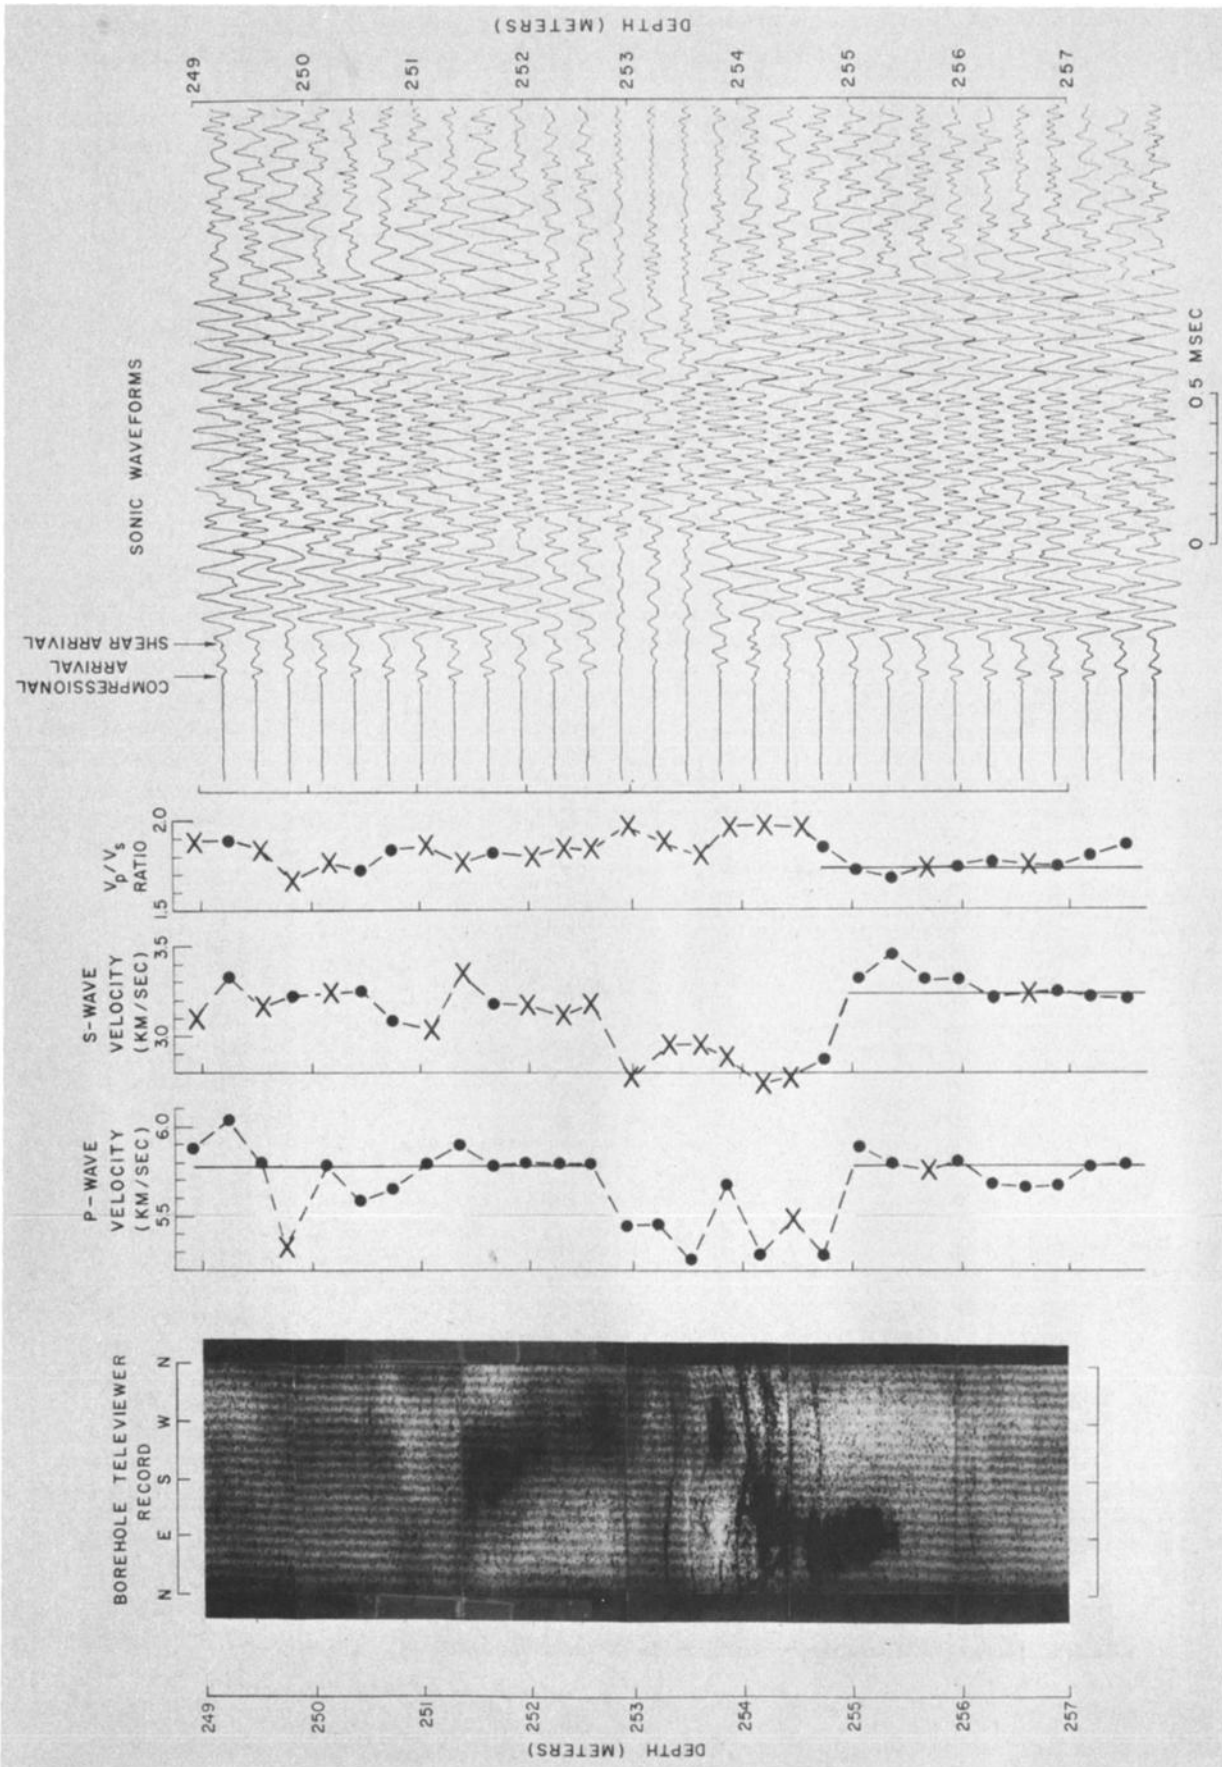 DEPTH (METERS)
249
250
251
252
253
254
255
256
257
SONIC WAVEFORMS
0
0 5 MSEC
SHEAR ARRIVAL
COMPRESSIONAL
ARRIVAL
Vp/Vs
RATIO
2.0
1.5
S-WAVE
VELOCITY
(KM/SEC)
3.5
3.0
P-WAVE
VELOCITY
(KM/SEC)
6.0
5.5
BOREHOLE TELEVIEWER
RECORD
N
W
S
E
N
249
250
251
252
253
254
255
256
257
DEPTH (METERS)